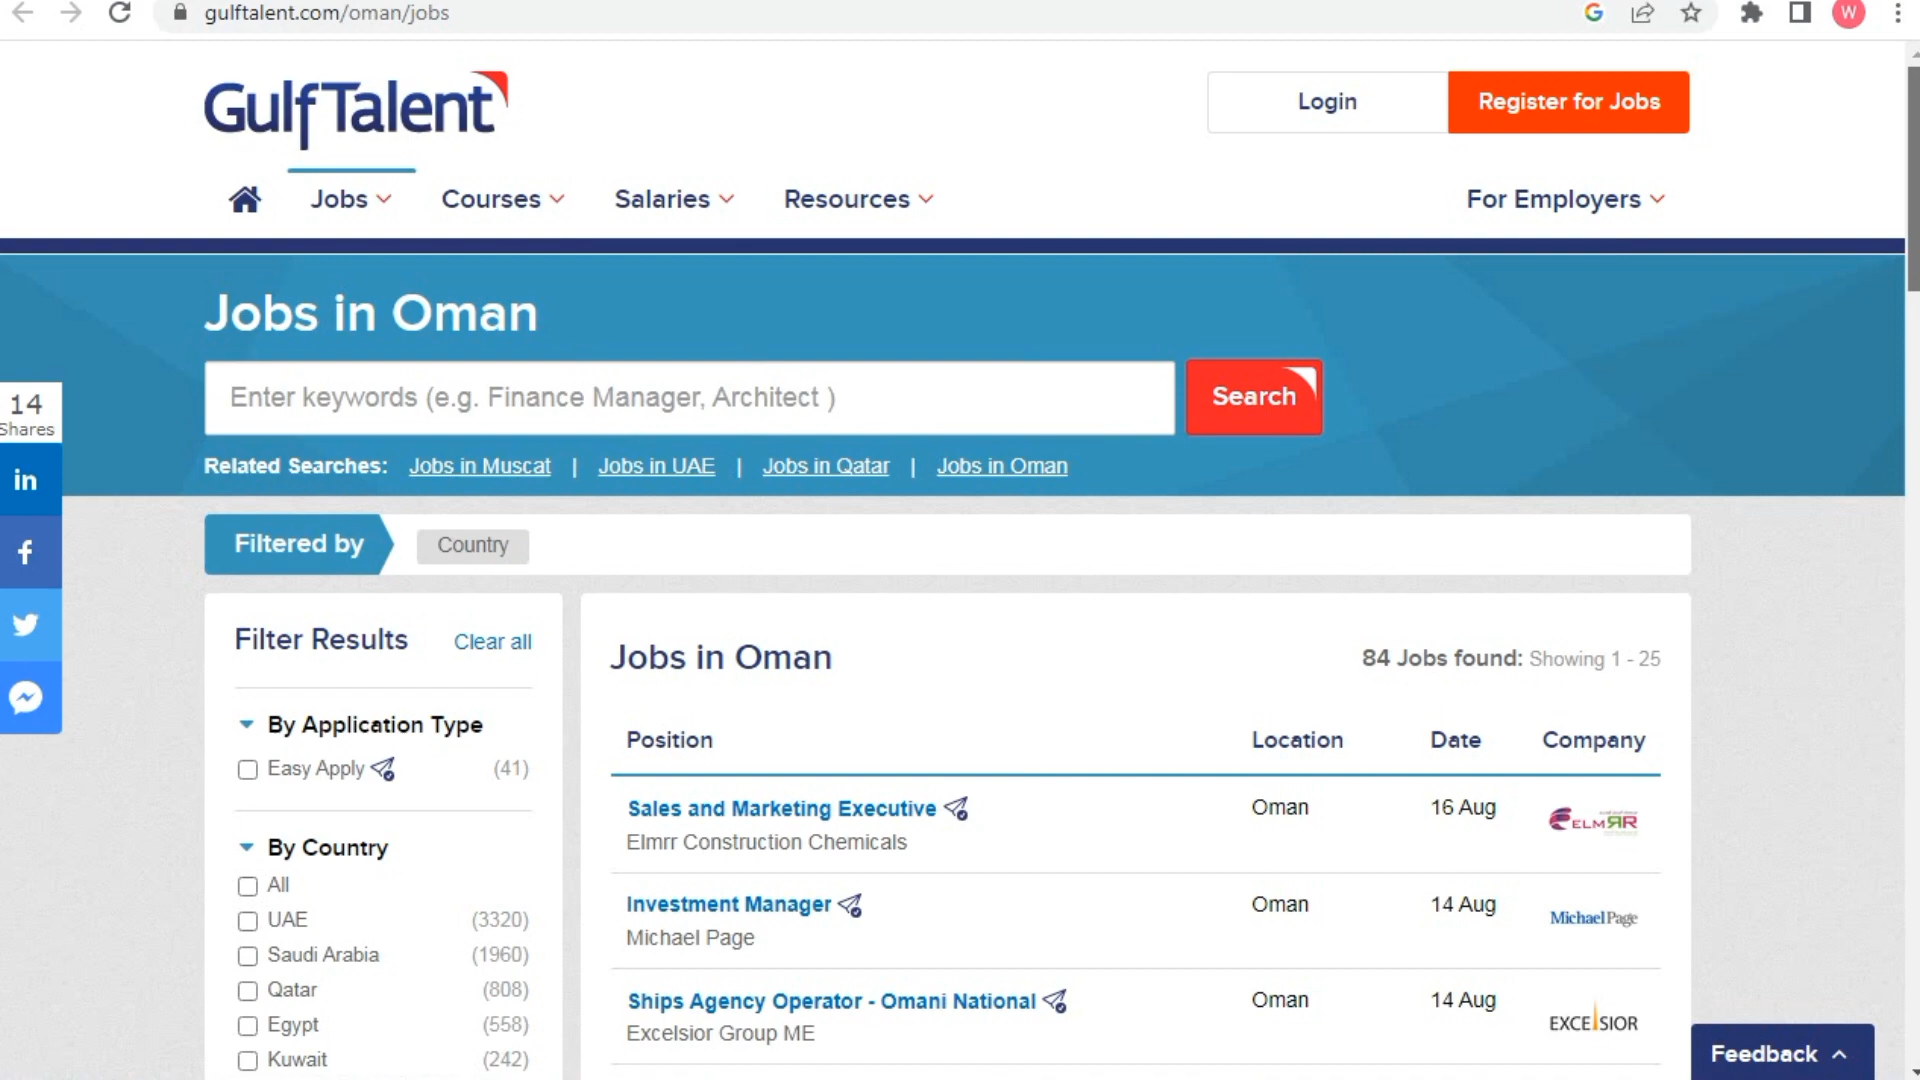 gulftalent.com/oman/jobs
W
GulfTalent
Login
Register for Jobs
Jobs
Courses
Salaries
Resources
For Employers
Jobs in Oman
Enter keywords (e.g. Finance Manager, Architect )
Search
Related Searches: Jobs in Muscat | Jobs in UAE | Jobs in Qatar | Jobs in Oman
14
Shares
in
f
Filtered by
Country
Filter Results
Clear all
By Application Type
Easy Apply (41)
By Country
All
UAE (3320)
Saudi Arabia (1960)
Qatar (808)
Egypt (558)
Kuwait (242)
Jobs in Oman
84 Jobs found: Showing 1 - 25
Position Location Date Company
Sales and Marketing Executive Oman 16 Aug ELMRR
Elmrr Construction Chemicals
Investment Manager Oman 14 Aug Michael Page
Michael Page
Ships Agency Operator - Omani National Oman 14 Aug EXCELSIOR
Excelsior Group ME
Feedback